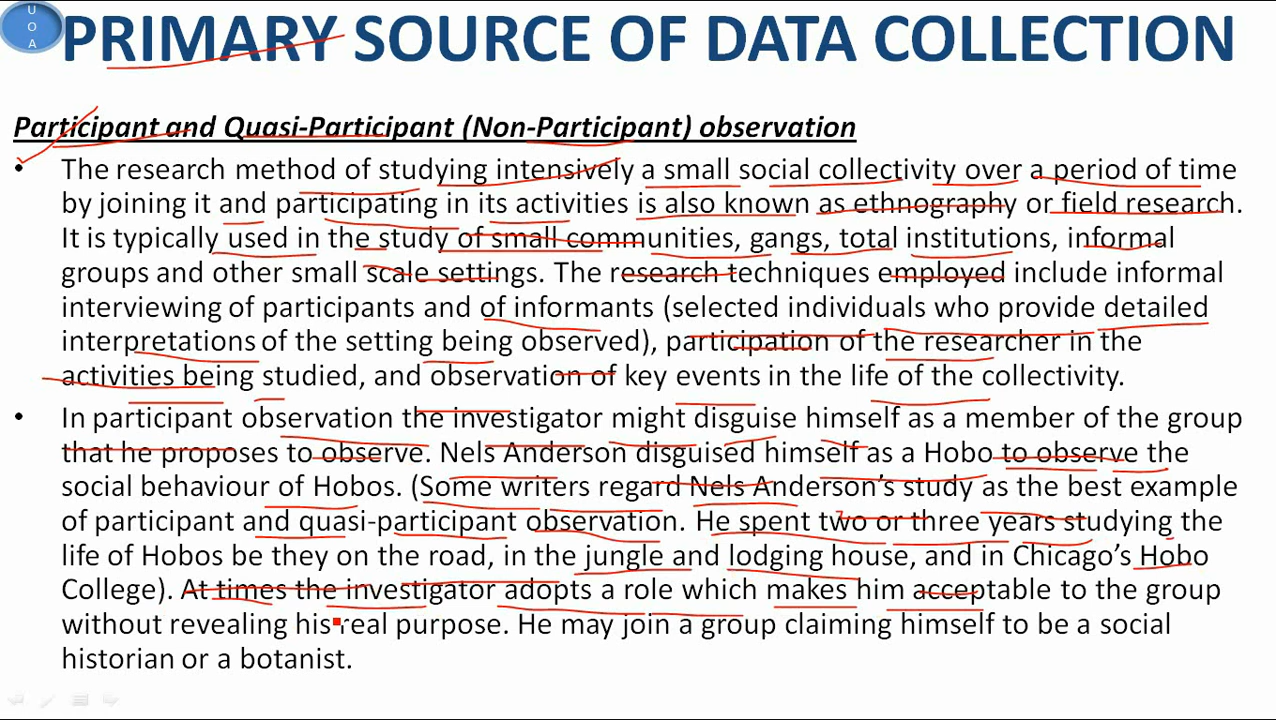 U
O
A
PRIMARY SOURCE OF DATA COLLECTION
Participant and Quasi-Participant (Non-Participant) observation
• The research method of studying intensively a small social collectivity over a period of time
by joining it and participating in its activities is also known as ethnography or field research.
It is typically used in the study of small communities, gangs, total institutions, informal
groups and other small scale settings. The research techniques employed include informal
interviewing of participants and of informants (selected individuals who provide detailed
interpretations of the setting being observed), participation of the researcher in the
activities being studied, and observation of key events in the life of the collectivity.
• In participant observation the investigator might disguise himself as a member of the group
that he proposes to observe. Nels Anderson disguised himself as a Hobo to observe the
social behaviour of Hobos. (Some writers regard Nels Anderson's study as the best example
of participant and quasi-participant observation. He spent two or three years studying the
life of Hobos be they on the road, in the jungle and lodging house, and in Chicago's Hobo
College). At times the investigator adopts a role which makes him acceptable to the group
without revealing his real purpose. He may join a group claiming himself to be a social
historian or a botanist.